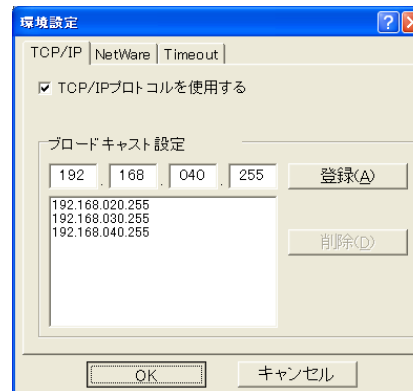 環境設定
TCP/IP NetWare Timeout
TCP/IPプロトコルを使用する
ブロードキャスト設定
192 . 168 . 040 . 255 登録(A)
192.168.020.255
192.168.030.255
192.168.040.255
削除(D)
OK キャンセル